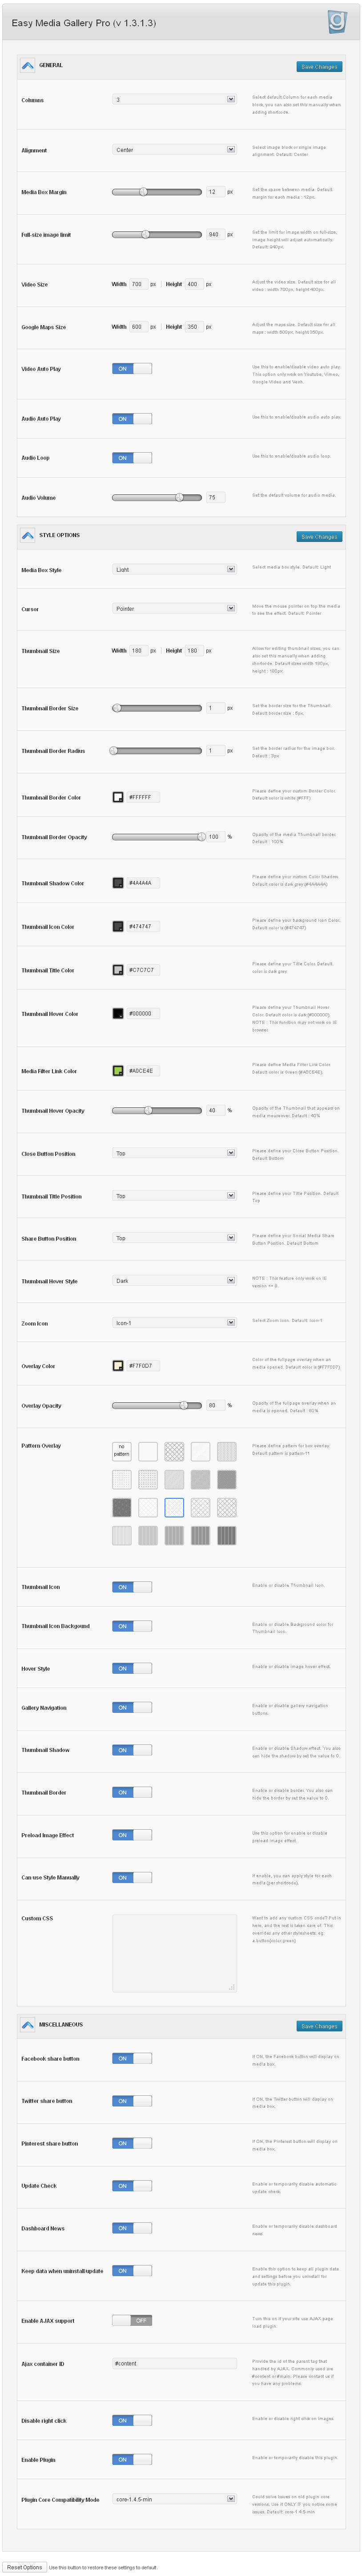 Easy Media Gallery Pro (v 1.3.1.3)
GENERAL
Save Changes
Columns
3
Select default Column for each media
block, you can also set this manually when
adding shortcode.
Alignment
Center
Select image block or single image
alignment. Default: Center
Media Box Margin
12 px
Set the space between media. Default
margin for each media : 12px.
Full-size image limit
940 px
Set the limit for image width on full-size,
image height will adjust automatically.
Default: 940px.
Video Size
Width 700 px | Height 400 px
Adjust the video size. Default size for all
video : width 700px, height 400px.
Google Maps Size
Width 600 px | Height 350 px
Adjust the maps size. Default size for all
Video Auto Play
ON
Use this to enable/disable video auto play.
This option only work on Youtube, Vimeo,
Audio Auto Play
ON
Use this to enable/disable audio auto play.
Audio Loop
ON
Use this to enable/disable audio loop.
Audio Volume
75
Set the default volume for audio media.
STYLE OPTIONS
Save Changes
Media Box Style
Light
Select media box style. Default: Light
Cursor
Pointer
Move the mouse pointer on top the media
to see the effect. Default: Pointer
Thumbnail Size
Width 180 px | Height 180 px
Allow for editing thumbnail sizes, you can
also set this manually when adding
shortcode. Default sizes width: 180px,
height : 180px
Thumbnail Border Size
1 px
Set the border size for the Thumbnail.
Default border size : 5px.
Thumbnail Border Radius
1 px
Set the border radius for the image box.
Default : 3px
Thumbnail Border Color
#FFFFFF
Please define your custom Border Color.
Default color is white (#FFF)
Thumbnail Border Opacity
100 %
Opacity of the media Thumbnail border.
Default : 100%
Thumbnail Shadow Color
#4A4A4A
Please define your custom Color Shadow.
Default color is dark grey (#4A4A4A)
Thumbnail Icon Color
#474747
Please define your background Icon Color.
Default color is (#474747)
Thumbnail Title Color
#C7C7C7
Please define your Title Color. Default
color is dark grey
Thumbnail Hover Color
#000000
Please define your Thumbnail Hover
Color. Default color is dark (#000000).
NOTE : This function may not work on IE
browser.
Media Filter Link Color
#A0CE4E
Please define Media Filter Link Color.
Default color is Green (#A0CE4E).
Thumbnail Hover Opacity
40 %
Opacity of the Thumbnail that appears on
media mouseover. Default : 40%
Close Button Position
Top
Please define your Close Button Position.
Default Bottom
Thumbnail Title Position
Top
Please define your Title Position. Default
Top
Share Button Position
Top
Please define your Social Media Share
Button Position. Default Bottom
Thumbnail Hover Style
Dark
NOTE : This feature only work on IE
version >= 9.
Zoom Icon
Icon-1
Select Zoom Icon. Default: Icon-1
Overlay Color
#F7F0D7
Color of the fullpage overlay when an
media opened. Default color is (#F7F0D7)
Overlay Opacity
80 %
Opacity of the fullpage overlay when an
media is opened. Default : 80%
Pattern Overlay
no
pattern
Please define pattern for box overlay.
Default pattern is pattern-11
Thumbnail Icon
ON
Enable or disable Thumbnail Icon.
Thumbnail Icon Backgound
ON
Enable or disable Background color for
Thumbnail Icon.
Hover Style
ON
Enable or disable image hover effect.
Gallery Navigation
ON
Enable or disable gallery navigation
buttons.
Thumbnail Shadow
ON
Enable or disable Shadow effect. You also
can hide the shadow by set the value to 0.
Thumbnail Border
ON
Enable or disable border. You also can
hide the border by set the value to 0.
Preload Image Effect
ON
Use this option for enable or disable
preload image effect
Can use Style Manually
ON
If enable, you can apply style for each
media (per shortcode)
Custom CSS
Want to add any custom CSS code? Put in
here, and the rest is taken care of. This
overrides any other stylesheets. eg:
a.button{color:green}
MISCELLANEOUS
Save Changes
Facebook share button
ON
If ON, the Facebook button will display on
media box.
Twitter share button
ON
If ON, the Twitter button will display on
media box.
Pinterest share button
ON
If ON, the Pinterest button will display on
media box.
Update Check
ON
Enable or temporarily disable automatic
update check.
Dashboard News
ON
Enable or temporarily disable dashboard
news.
Keep data when uninstall/update
ON
Enable this option to keep all plugin data
and settings before you uninstall for
update this plugin.
Enable AJAX support
OFF
Turn this on if your site use AJAX page
load plugin.
Ajax container ID
#content
Provide the id of the parent tag that
handled by AJAX. Commonly used are
#content or #main. Please contact us if
you have any problems.
Disable right click
ON
Enable or disable right click on images.
Enable Plugin
ON
Enable or temporarily disable this plugin.
Plugin Core Compatibility Mode
core-1.4.5-min
Could solve issues on old plugin core
versions. Use it ONLY IF you notice some
issues. Default: core-1.4.5-min
Reset Options Use this button to restore these settings to default.